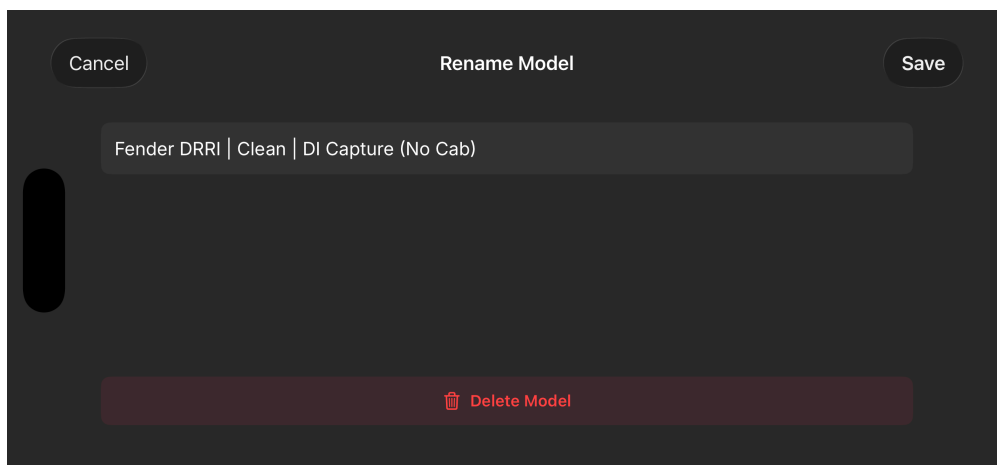 Cancel
Rename Model
Save
Fender DRRI | Clean | DI Capture (No Cab)
Delete Model